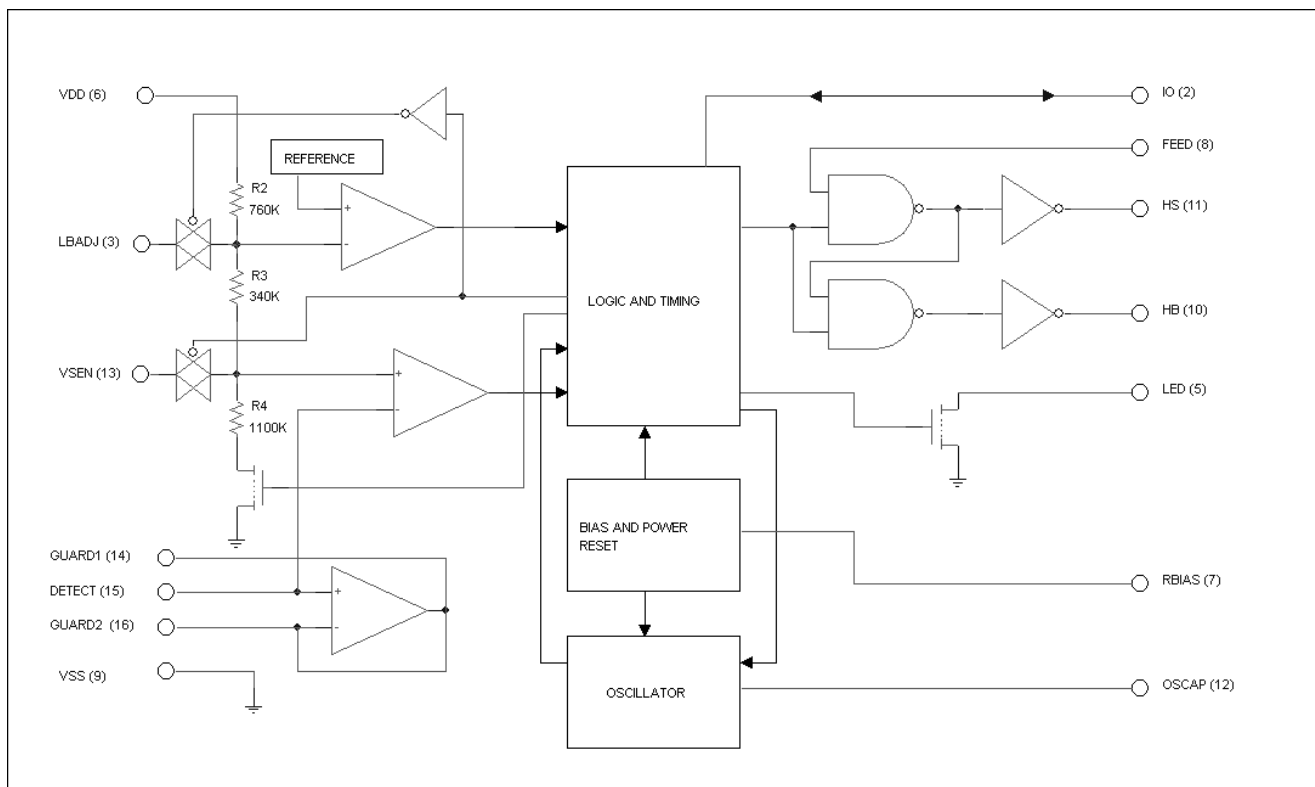 VDD (6)
IO (2)
FEED (8)
REFERENCE
R2
760K
+
HS (11)
LBADJ (3)
-
R3
340K
LOGIC AND TIMING
HB (10)
VSEN (13)
+
LED (5)
R4
1100K
-
BIAS AND POWER
RESET
GUARD1 (14)
DETECT (15)
+
RBIAS (7)
GUARD2 (16)
-
VSS (9)
OSCILLATOR
OSCAP (12)